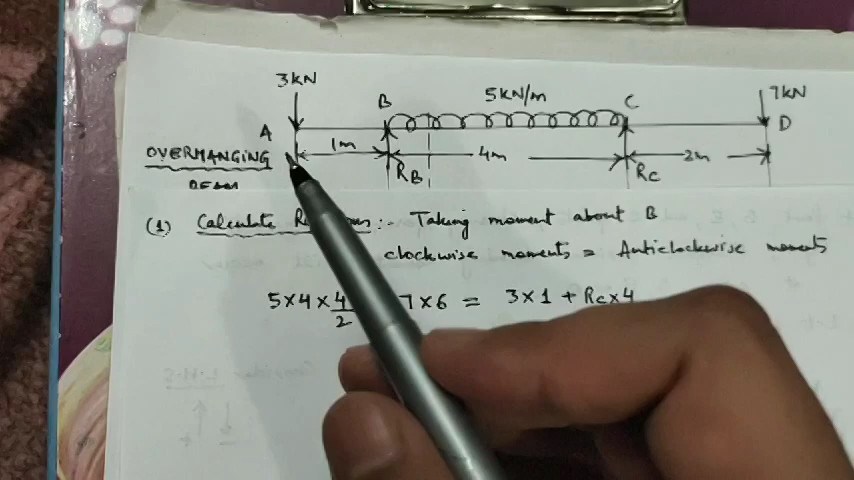 3kN 5kN/m 7kN
A B C D
1m 4m 2m
OVERHANGING RB RC
BEAM
(1) Calculate :- Taking moment about B
clockwise moments = Anticlockwise moments
5×4×4/2 7×6 = 3×1 + Rc×4